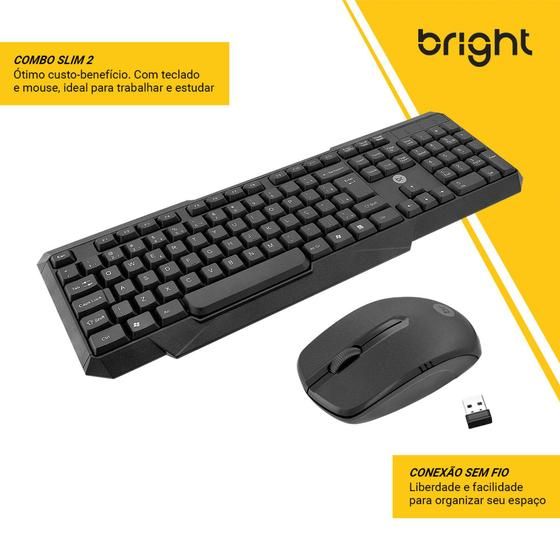 bright
COMBO SLIM 2
Ótimo custo-benefício. Com teclado
e mouse, ideal para trabalhar e estudar
CONEXÃO SEM FIO
Liberdade e facilidade
para organizar seu espaço